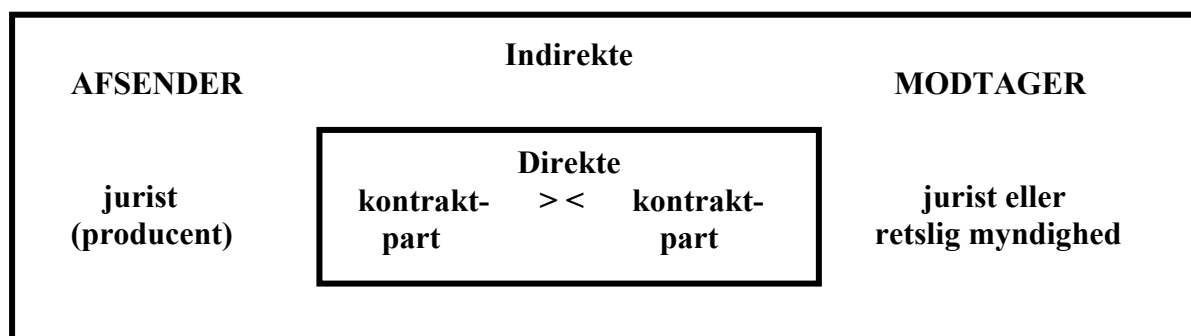 Indirekte
AFSENDER MODTAGER
Direkte
jurist kontrakt- > < kontrakt- jurist eller
(producent) part part retslig myndighed